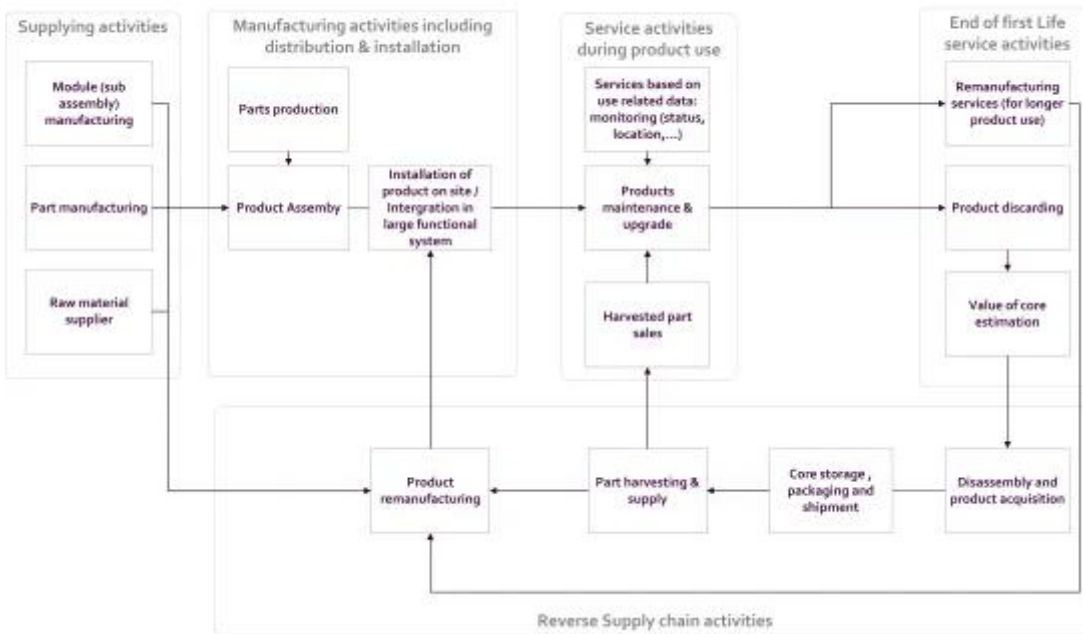 Supplying activities
Manufacturing activities including
distribution & installation
Service activities
during product use
End of first Life
service activities
Module (sub
assembly)
manufacturing
Parts production
Services based on
use related data:
monitoring (status,
location,...)
Remanufacturing
services (for longer
product use)
Part manufacturing
Product Assemby
Installation of
product on site /
Intergration in
large functional
system
Products
maintenance &
upgrade
Product discarding
Raw material
supplier
Harvested part
sales
Value of core
estimation
Product
remanufacturing
Part harvesting &
supply
Core storage ,
packaging and
shipment
Disassembly and
product acquisition
Reverse Supply chain activities